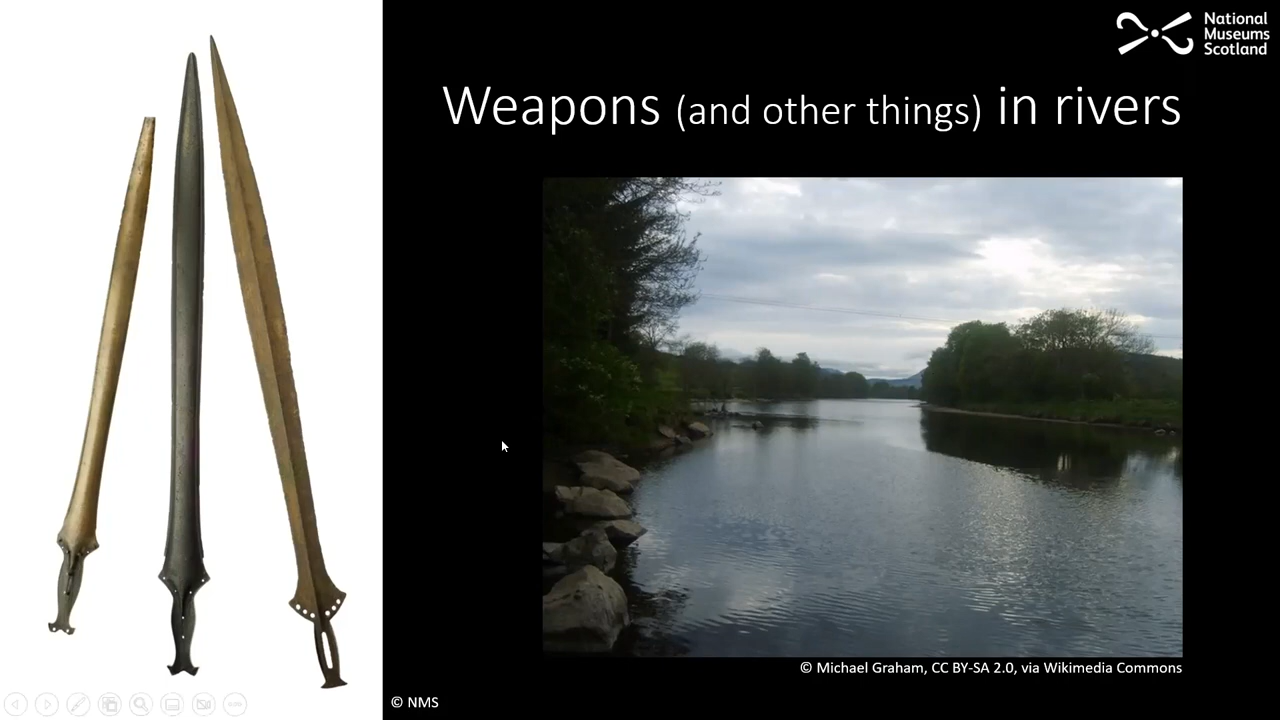 National
Museums
Scotland
Weapons (and other things) in rivers
© Michael Graham, CC BY-SA 2.0, via Wikimedia Commons
© NMS